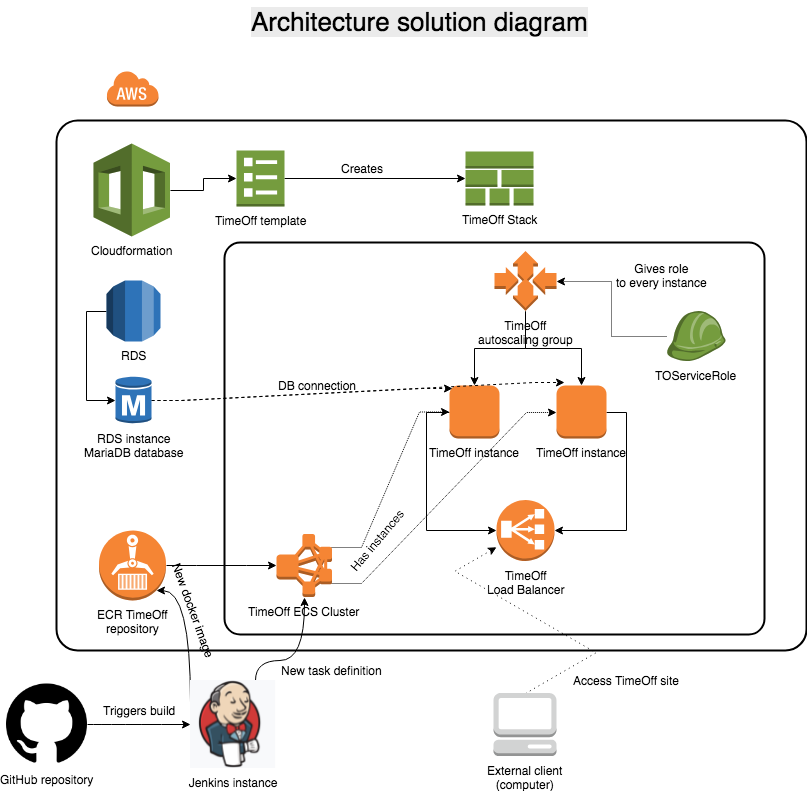 Architecture solution diagram
AWS
Creates
TimeOff template
TimeOff Stack
Cloudformation
Gives role
to every instance
TimeOff
autoscaling group
RDS
TOServiceRole
DB connection
M
RDS instance
MariaDB database
TimeOff instance
TimeOff instance
Has instances
TimeOff
Load Balancer
New docker image
ECR TimeOff
repository
TimeOff ECS Cluster
New task definition
Access TimeOff site
Triggers build
GitHub repository
Jenkins instance
External client
(computer)